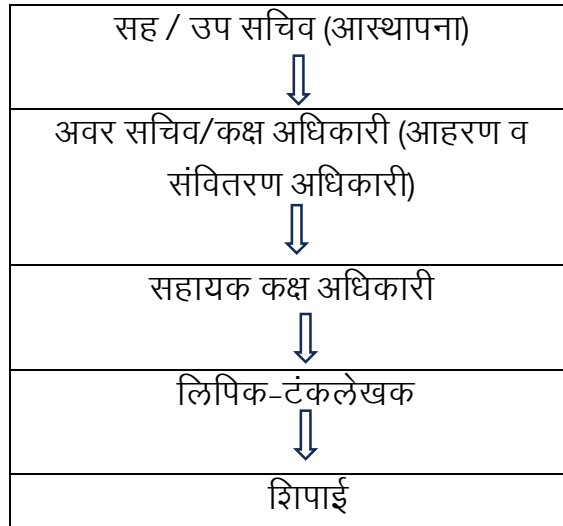 सह / उप सचिव (आस्थापना)
अवर सचिव/कक्ष अधिकारी (आहरण व
संवितरण अधिकारी)
सहायक कक्ष अधिकारी
लिपिक-टंकलेखक
शिपाई